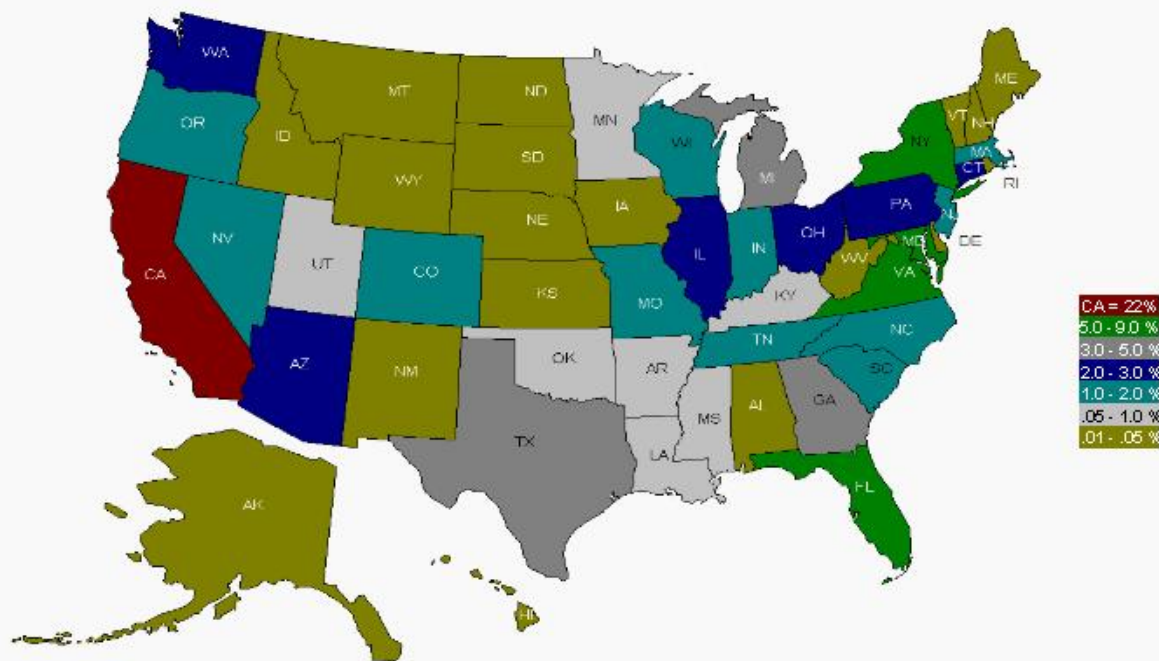 WA
MT
ND
MN
ME
VT
NH
OR
ID
SD
WI
NY
MA
CT
RI
WY
MI
IA
PA
NJ
NE
NV
UT
CO
IL
IN
OH
MD
DE
WV
VA
CA
KS
MO
KY
NC
TN
AZ
NM
OK
AR
SC
MS
AL
GA
TX
LA
FL
AK
HI
CA = 22%
5.0 - 9.0 %
3.0 - 5.0 %
2.0 - 3.0 %
1.0 - 2.0 %
.05 - 1.0 %
.01 - .05 %